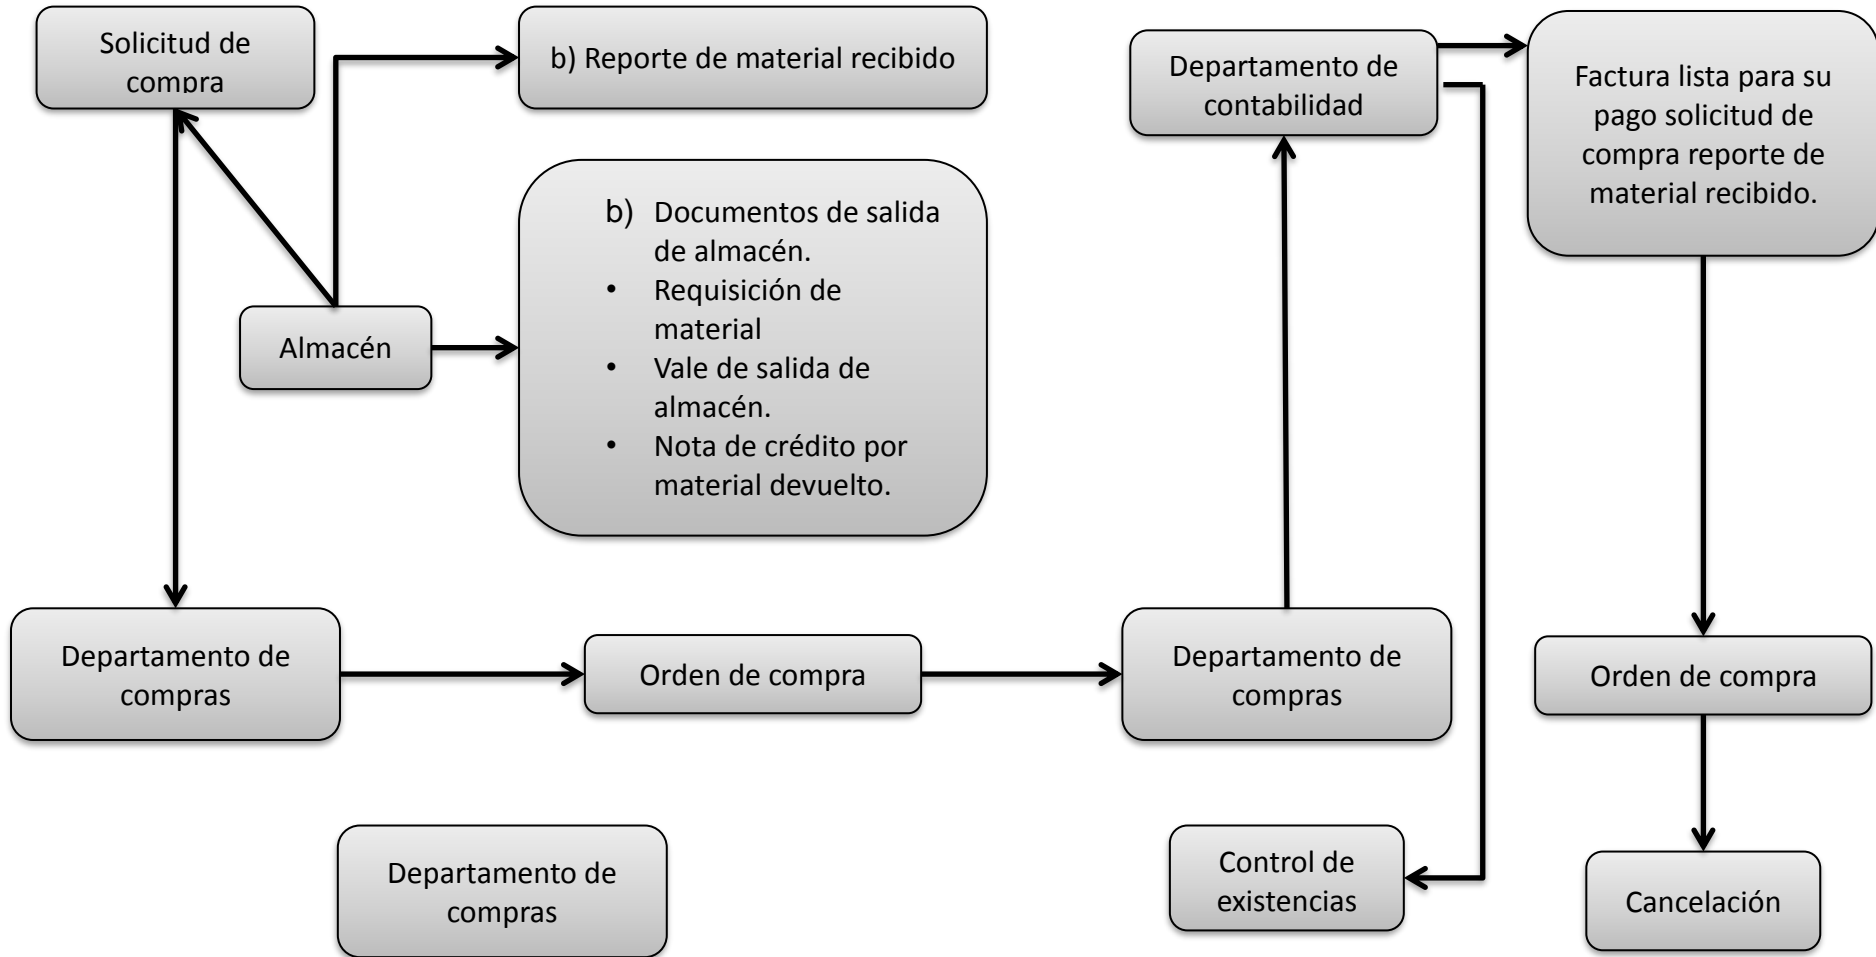 Solicitud de
compra
b) Reporte de material recibido
b) Documentos de salida
de almacén.
• Requisición de
material
• Vale de salida de
almacén.
• Nota de crédito por
material devuelto.
Almacén
Departamento de
compras
Orden de compra
Departamento de
compras
Departamento de
contabilidad
Factura lista para su
pago solicitud de
compra reporte de
material recibido.
Orden de compra
Cancelación
Control de
existencias
Departamento de
compras